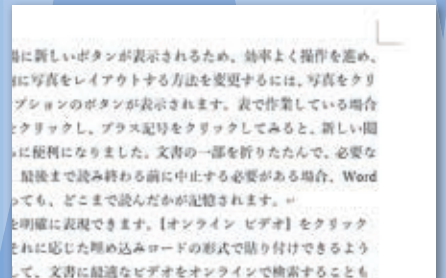 場に新しいボタンが表示されるため、効率よく操作を進め、
に写真をレイアウトする方法を変更するには、写真をクリ
プションのボタンが表示されます。表で作業している場合
クリックし、プラス記号をクリックしてみると、新しい閲
に便利になりました。文書の一部を折りたたんで、必要な
最後まで読み終わる前に中止する必要がある場合、Word
っても、どこまで読んだかが記憶されます。
を明確に表現できます。[オンライン ビデオ] をクリック
それに応じた埋め込みコードの形式で貼り付けできるよう
して、文書に最適なビデオをオンラインで検索することも